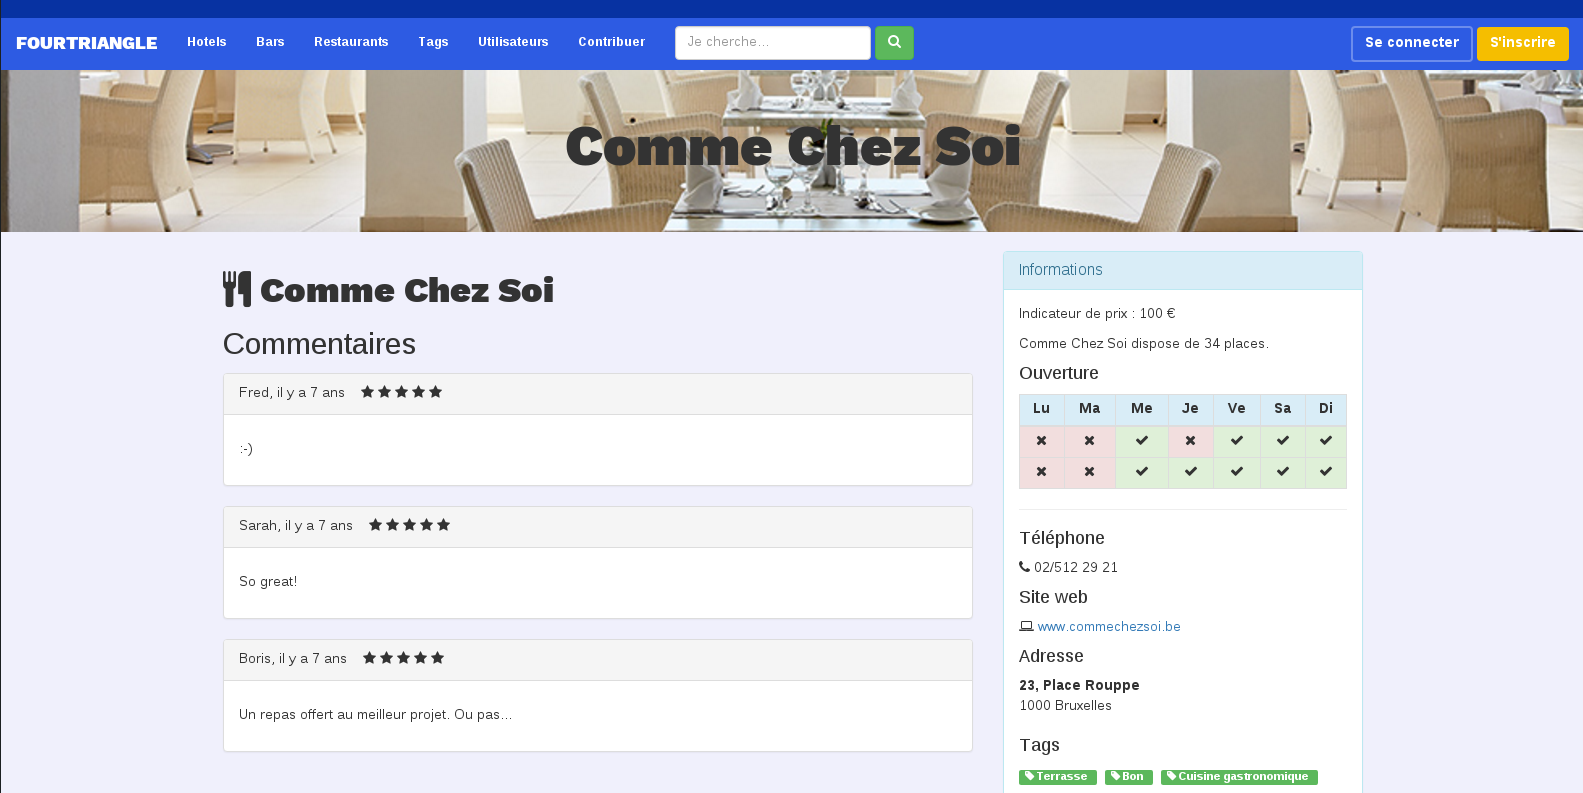 FOURTRIANGLE Hotels Bars Restaurants Tags Utilisateurs Contribuer Je cherche... Se connecter S'inscrire
Comme Chez Soi
Comme Chez Soi
Commentaires
Fred, il y a 7 ans
:-)
Sarah, il y a 7 ans
So great!
Boris, il y a 7 ans
Un repas offert au meilleur projet. Ou pas...
Informations
Indicateur de prix : 100 €
Comme Chez Soi dispose de 34 places.
Ouverture
Lu Ma Me Je Ve Sa Di
Téléphone
02/512 29 21
Site web
www.commechezsoi.be
Adresse
23, Place Rouppe
1000 Bruxelles
Tags
Terrasse Bon Cuisine gastronomique